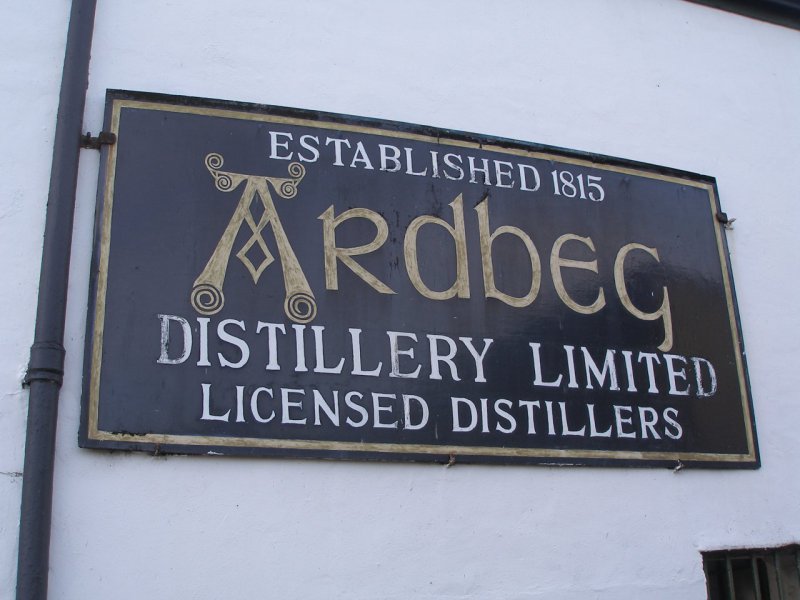 ESTABLISHED 1815
Ardbeg
DISTILLERY LIMITED
LICENSED DISTILLERS